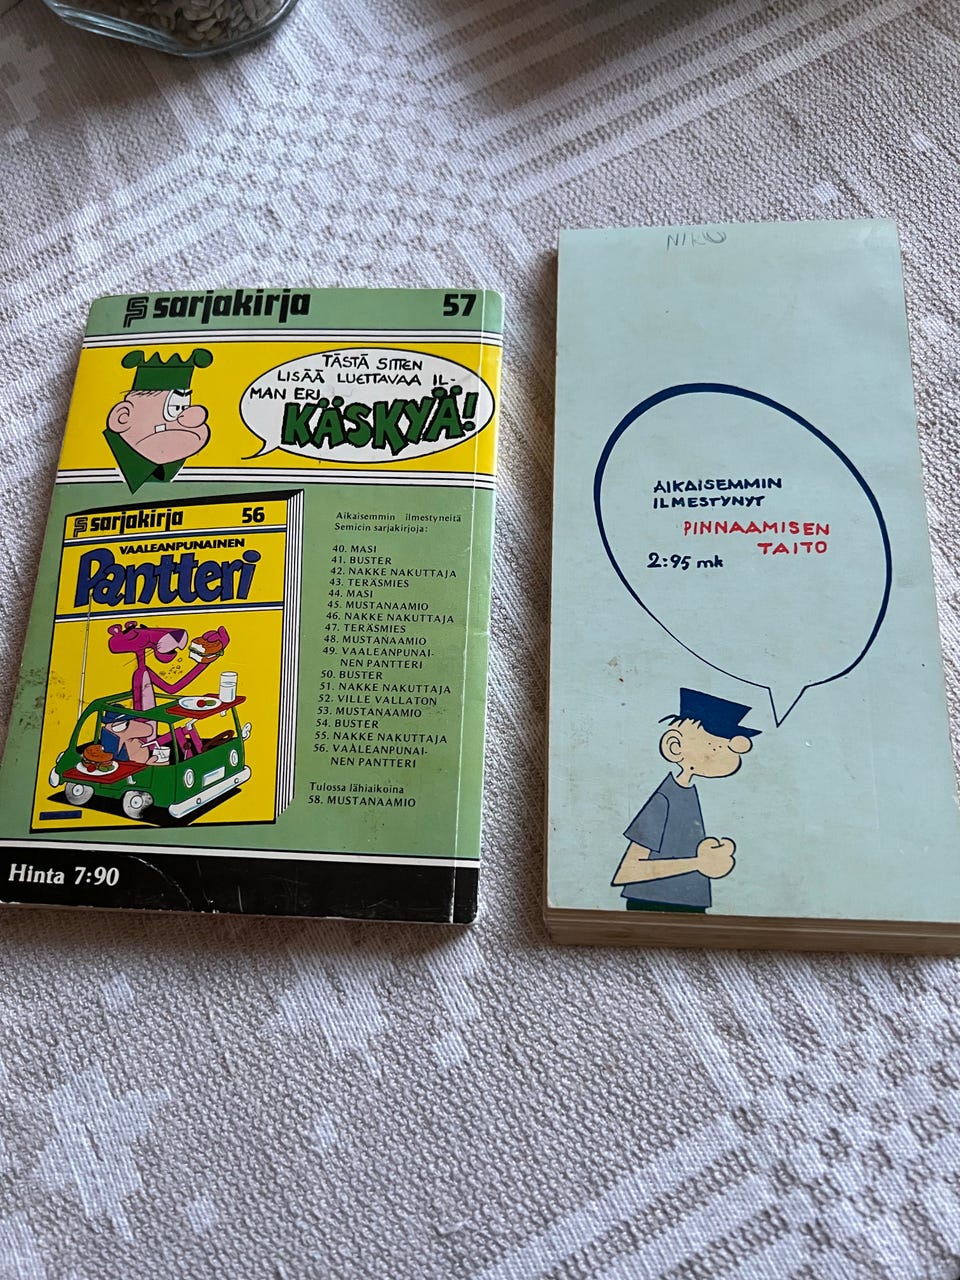 sarjakirja 57
TÄSTÄ SITTEN
LISÄÄ LUETTAVAA IL-
MAN ERI
KÄSKYÄ!
sarjakirja 56
VAALEANPUNAINEN
Pantteri
Aikaisemmin ilmestyneitä
Semicin sarjakirjoja:
40. MASI
41. BUSTER
42. NAKKE NAKUTTAJA
43. TERÄSMIES
44. MASI
45. MUSTANAAMIO
46. NAKKE NAKUTTAJA
47. TERÄSMIES
48. MUSTANAAMIO
49. VAALEANPUNAI-
NEN PANTTERI
50. BUSTER
51. NAKKE NAKUTTAJA
52. VILLE VALLATON
53. MUSTANAAMIO
54. BUSTER
55. NAKKE NAKUTTAJA
56. VAALEANPUNAI-
NEN PANTTERI
Tulossa lähiaikoina
58. MUSTANAAMIO
Hinta 7:90
AIKAISEMMIN
ILMESTYNYT
PINNAAMISEN
TAITO
2:95 mk